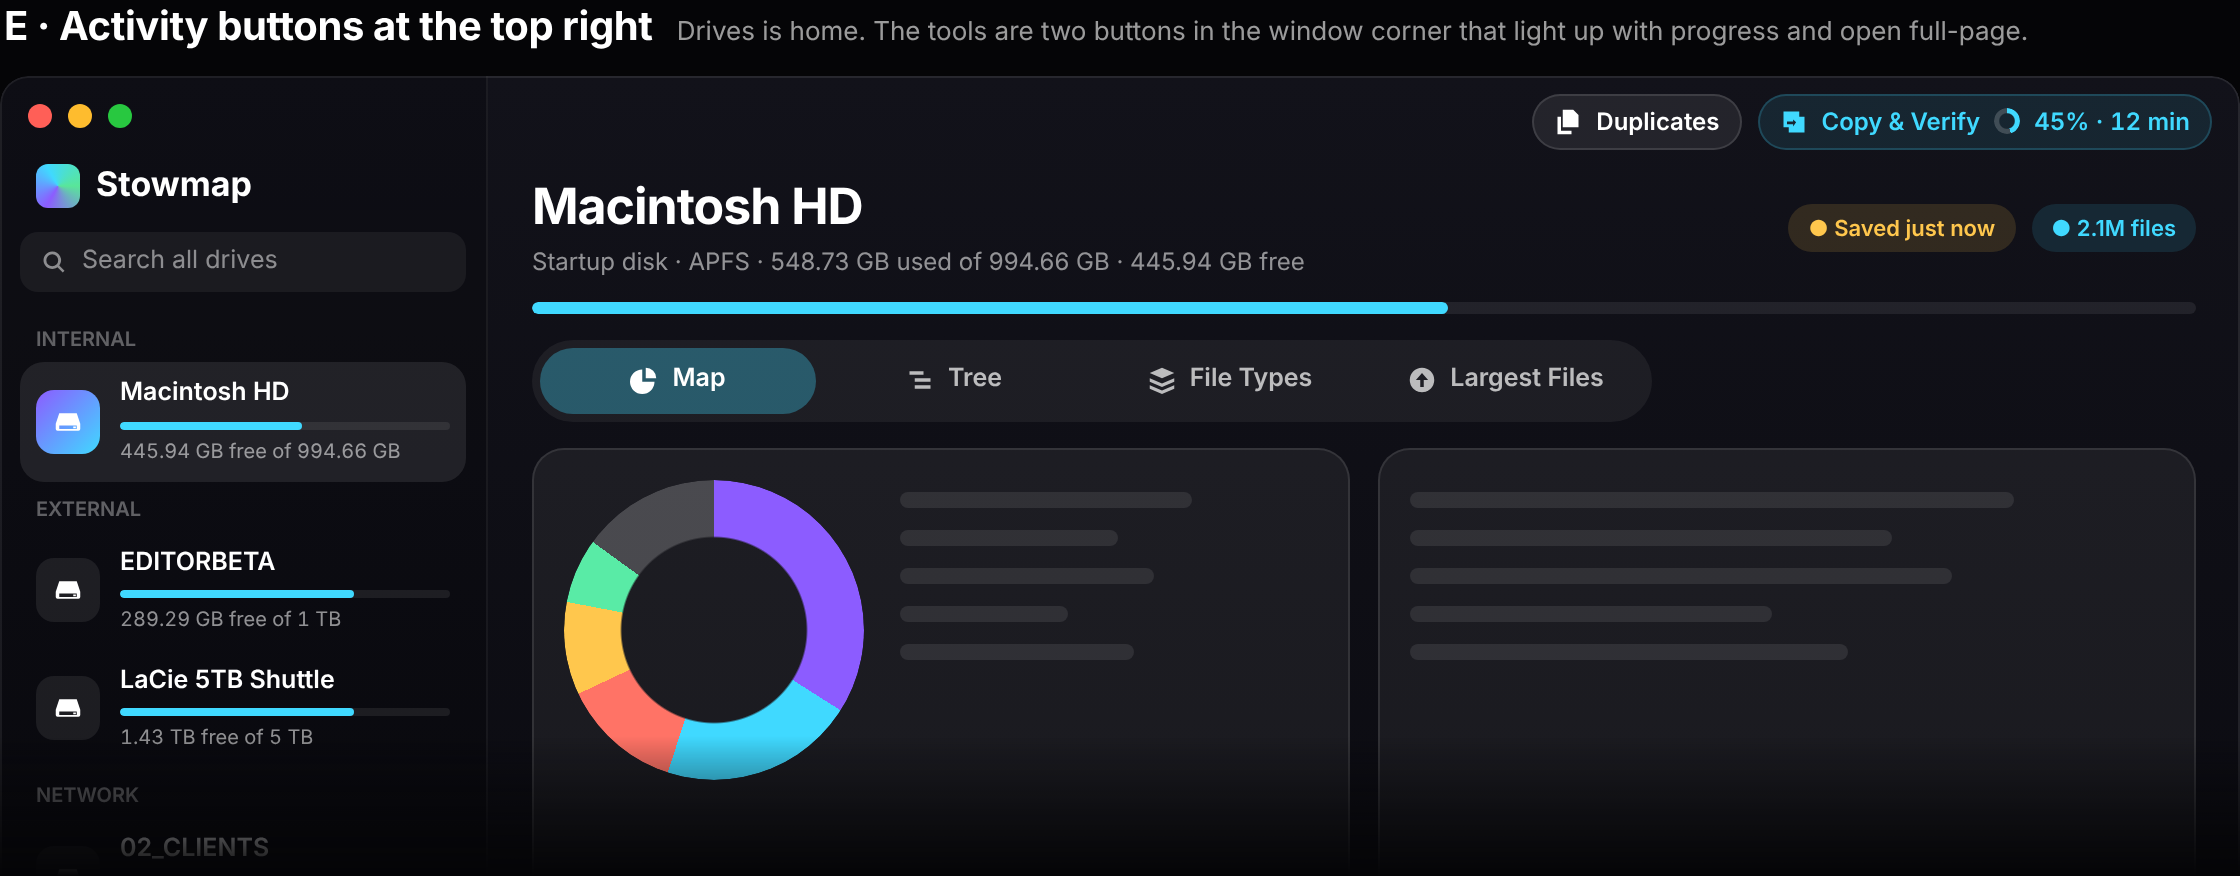 E · Activity buttons at the top right
Drives is home. The tools are two buttons in the window corner that light up with progress and open full-page.
Stowmap
Search all drives
INTERNAL
Macintosh HD
445.94 GB free of 994.66 GB
EXTERNAL
EDITORBETA
289.29 GB free of 1 TB
LaCie 5TB Shuttle
1.43 TB free of 5 TB
NETWORK
02_CLIENTS
Duplicates
Copy & Verify 45% · 12 min
Macintosh HD
Startup disk · APFS · 548.73 GB used of 994.66 GB · 445.94 GB free
Saved just now
2.1M files
Map
Tree
File Types
Largest Files